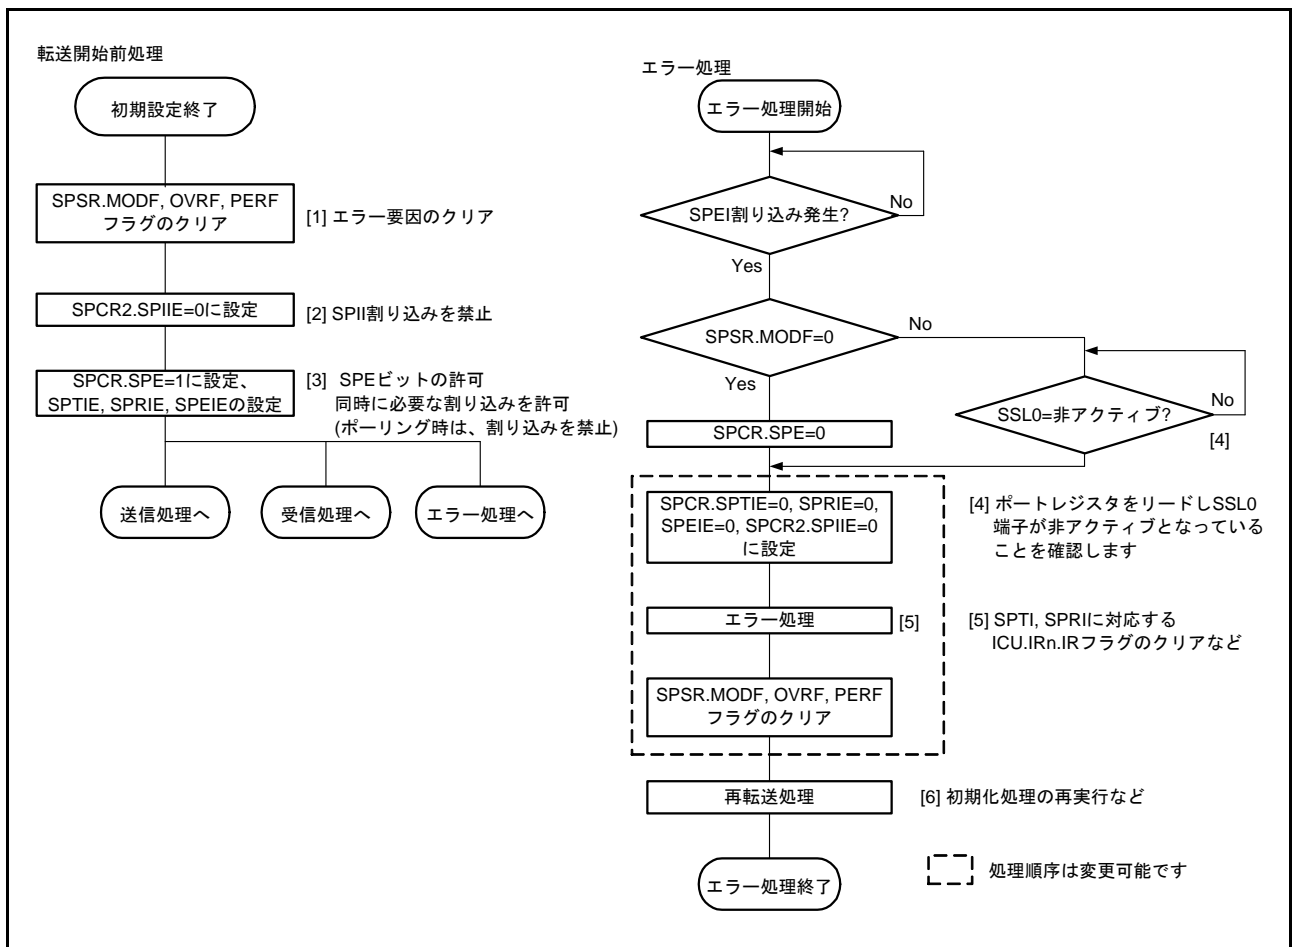 転送開始前処理
初期設定終了
SPSR.MODF, OVRF, PERF
フラグのクリア
[1] エラー要因のクリア
SPCR2.SPIIE=0に設定
[2] SPII割り込みを禁止
SPCR.SPE=1に設定、
SPTIE, SPRIE, SPEIEの設定
[3] SPEビットの許可
同時に必要な割り込みを許可
(ポーリング時は、割り込みを禁止)
送信処理へ
受信処理へ
エラー処理へ
エラー処理
エラー処理開始
SPEI割り込み発生?
No
Yes
SPSR.MODF=0
No
Yes
SSL0=非アクティブ?
No
[4]
SPCR.SPE=0
SPCR.SPTIE=0, SPRIE=0,
SPEIE=0, SPCR2.SPIIE=0
に設定
[4] ポートレジスタをリードしSSL0
端子が非アクティブとなっている
ことを確認します
エラー処理
[5]
[5] SPTI, SPRIに対応する
ICU.IRn.IRフラグのクリアなど
SPSR.MODF, OVRF, PERF
フラグのクリア
再転送処理
[6] 初期化処理の再実行など
エラー処理終了
処理順序は変更可能です